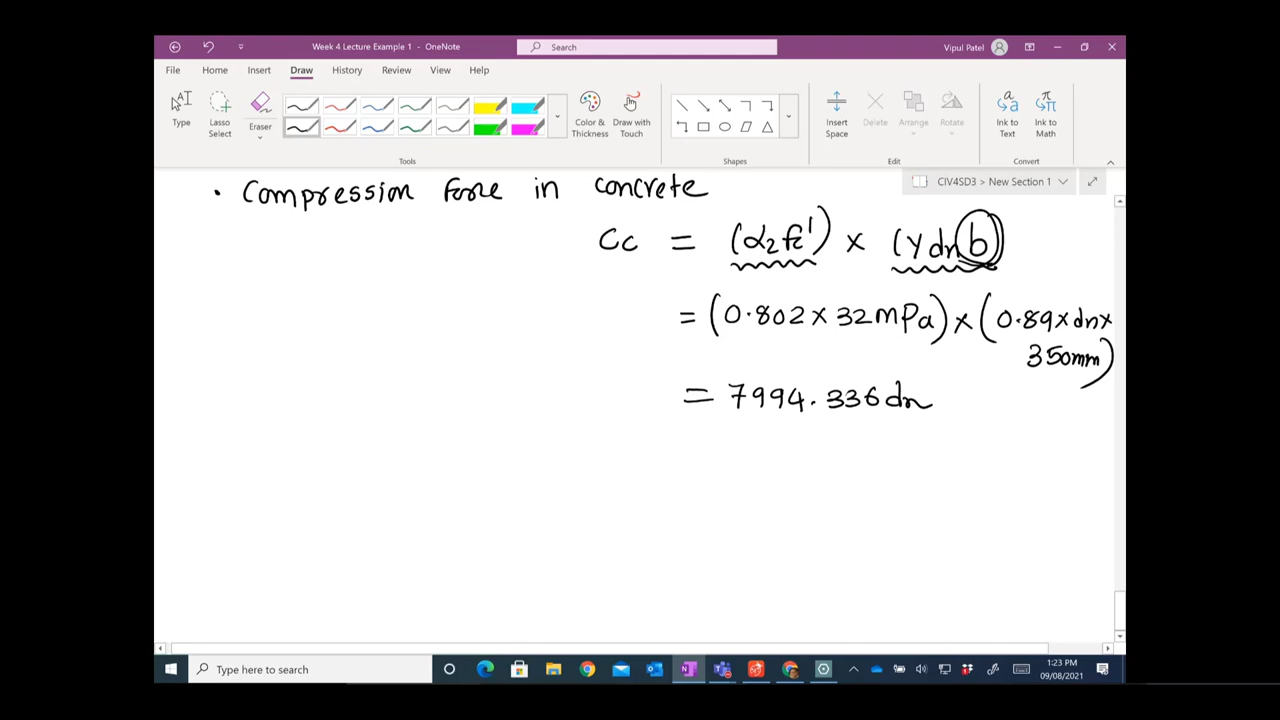 Week 4 Lecture Example 1 - OneNote
Search
Vipul Patel
File Home Insert Draw History Review View Help
Type
Lasso Select
Eraser
Color & Thickness
Draw with Touch
Insert Space
Delete
Arrange
Rotate
Ink to Text
Ink to Math
Tools
Shapes
Edit
Convert
CIV4SD3 > New Section 1
• Compression force in concrete
Cc = (α2fc') × (γdnb)
= (0.802 × 32mPa) × (0.89×dn×
350mm)
= 7994.336dn
Type here to search
1:23 PM
09/08/2021